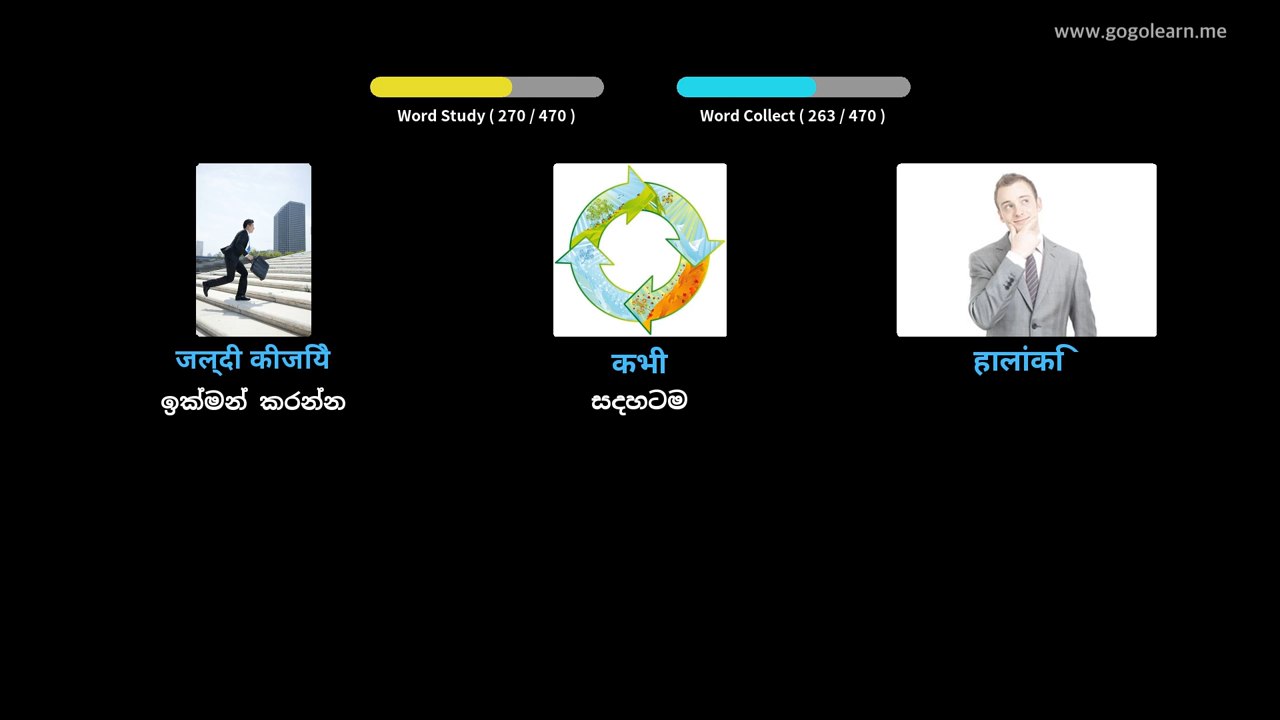 www.gogolearn.me
Word Study ( 270 / 470 )
Word Collect ( 263 / 470 )
जल्दी कीजिये
ඉක්මන් කරන්න
कभी
සදහටම
हालांकि